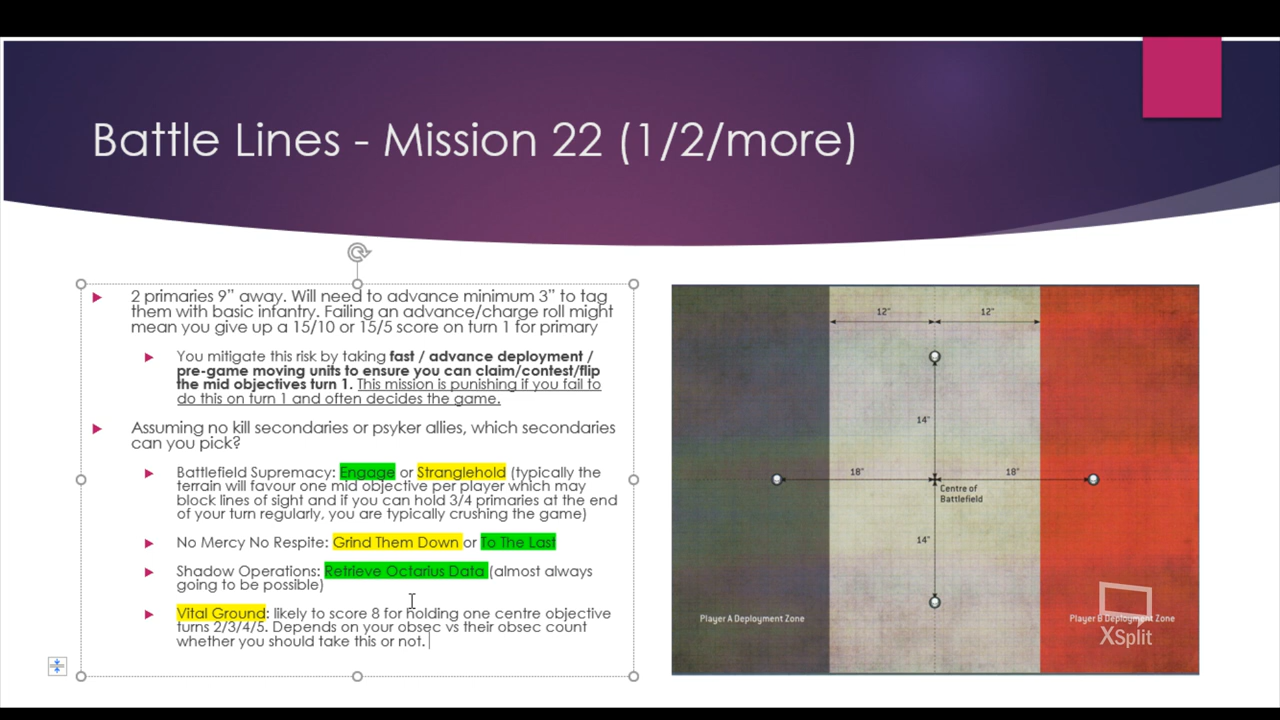 Battle Lines - Mission 22 (1/2/more)
2 primaries 9” away. Will need to advance minimum 3” to tag
them with basic infantry. Failing an advance/charge roll might
mean you give up a 15/10 or 15/5 score on turn 1 for primary
You mitigate this risk by taking fast / advance deployment /
pre-game moving units to ensure you can claim/contest/flip
the mid objectives turn 1. This mission is punishing if you fail to
do this on turn 1 and often decides the game.
Assuming no kill secondaries or psyker allies, which secondaries
can you pick?
Battlefield Supremacy: Engage or Stranglehold (typically the
terrain will favour one mid objective per player which may
block lines of sight and if you can hold 3/4 primaries at the end
of your turn regularly, you are typically crushing the game)
No Mercy No Respite: Grind Them Down or To The Last
Shadow Operations: Retrieve Octarius Data (almost always
going to be possible)
Vital Ground: likely to score 8 for holding one centre objective
turns 2/3/4/5. Depends on your obsec vs their obsec count
whether you should take this or not.
12" 12"
14"
18" 18"
Centre of
Battlefield
14"
Player A Deployment Zone
Player B Deployment Zone
XSplit